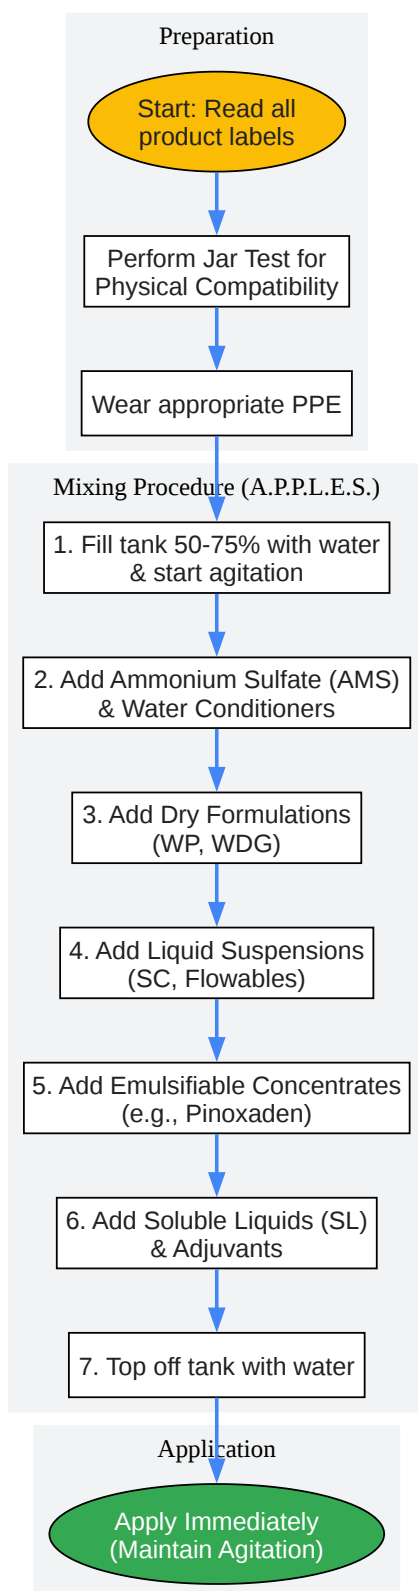 Preparation
Start: Read all
product labels
Perform Jar Test for
Physical Compatibility
Wear appropriate PPE
Mixing Procedure (A.P.P.L.E.S.)
1. Fill tank 50-75% with water
& start agitation
2. Add Ammonium Sulfate (AMS)
& Water Conditioners
3. Add Dry Formulations
(WP, WDG)
4. Add Liquid Suspensions
(SC, Flowables)
5. Add Emulsifiable Concentrates
(e.g., Pinoxaden)
6. Add Soluble Liquids (SL)
& Adjuvants
7. Top off tank with water
Application
Apply Immediately
(Maintain Agitation)